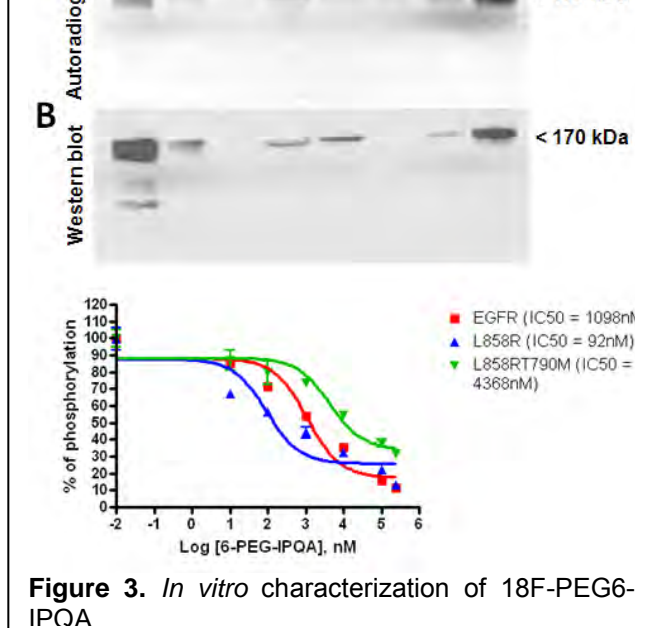 Autoradiog
B
Western blot
< 170 kDa
120
110
100
90
80
70
60
50
40
30
20
10
0
% of phosphorylation
-2 -1 0 1 2 3 4 5 6
Log [6-PEG-IPQA], nM
EGFR (IC50 = 1098nM
L858R (IC50 = 92nM)
L858RT790M (IC50 =
4368nM)
Figure 3. In vitro characterization of 18F-PEG6-
IPQA